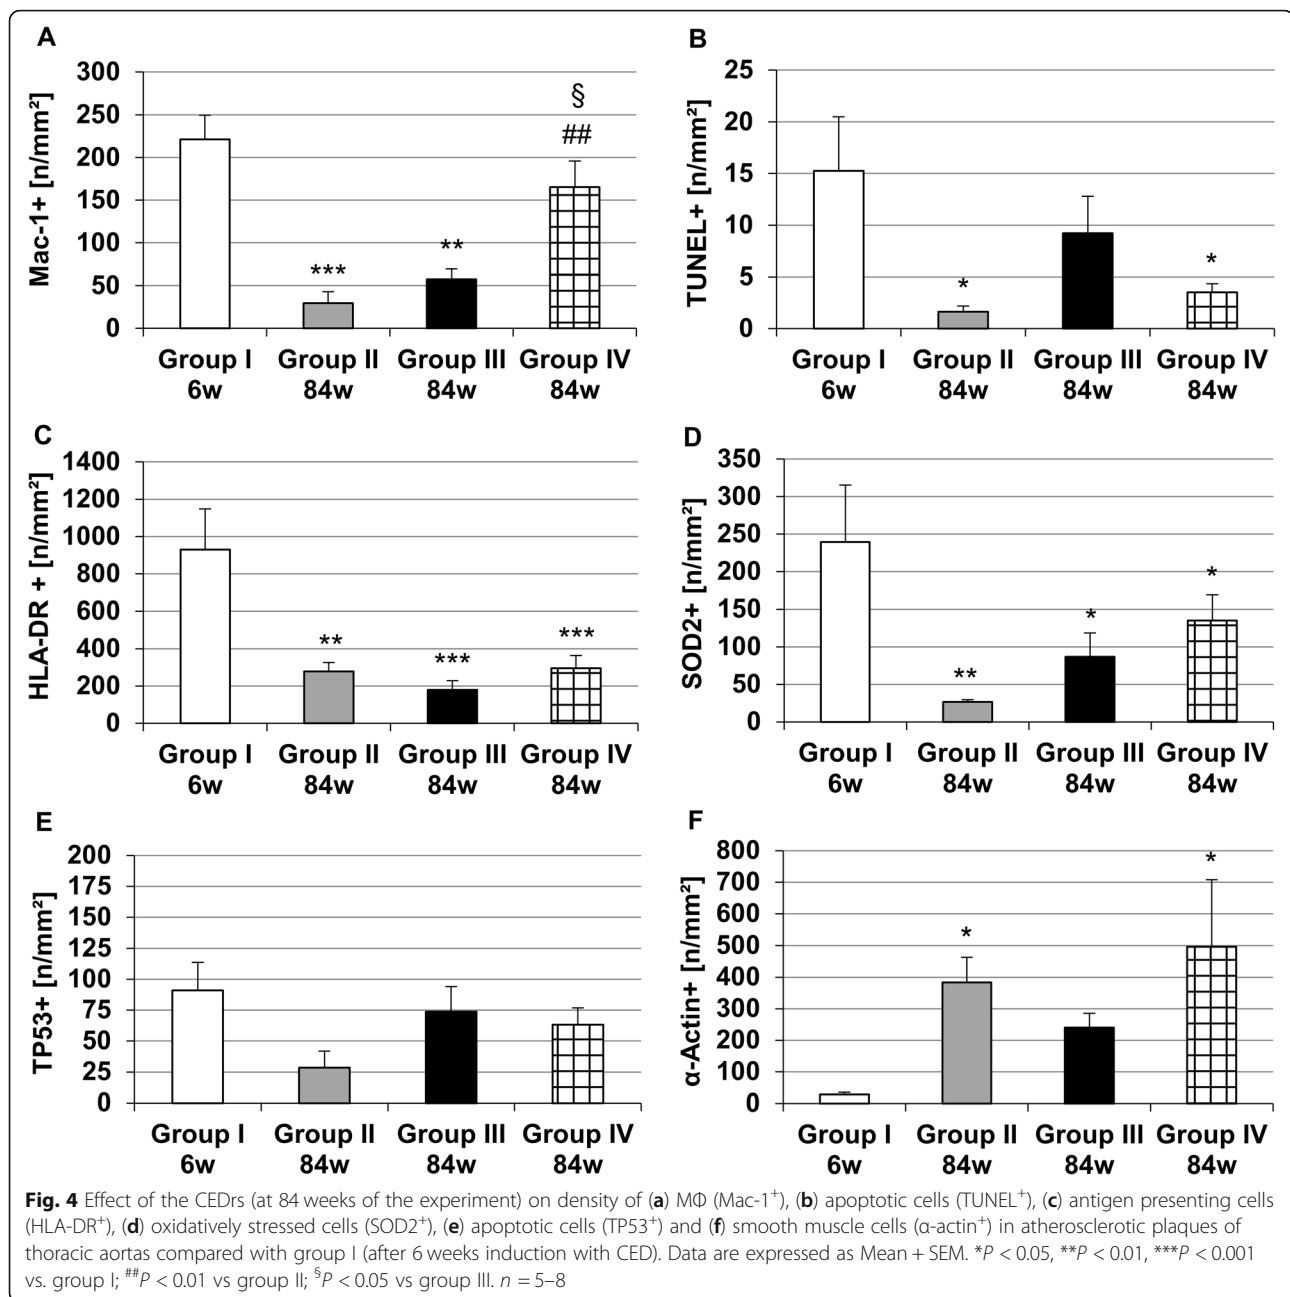 A
Mac-1+ [n/mm²]
300
250
200
150
100
50
0
***
**
§
##
Group I Group II Group III Group IV
6w 84w 84w 84w
B
TUNEL+ [n/mm²]
25
20
15
10
5
0
*
*
Group I Group II Group III Group IV
6w 84w 84w 84w
C
HLA-DR + [n/mm²]
1400
1200
1000
800
600
400
200
0
**
***
***
Group I Group II Group III Group IV
6w 84w 84w 84w
D
SOD2+ [n/mm²]
350
300
250
200
150
100
50
0
**
*
*
Group I Group II Group III Group IV
6w 84w 84w 84w
E
TP53+ [n/mm²]
200
175
150
125
100
75
50
25
0
Group I Group II Group III Group IV
6w 84w 84w 84w
F
α-Actin+ [n/mm²]
800
700
600
500
400
300
200
100
0
*
*
Group I Group II Group III Group IV
6w 84w 84w 84w
Fig. 4 Effect of the CEDrs (at 84 weeks of the experiment) on density of (a) MΦ (Mac-1⁺), (b) apoptotic cells (TUNEL⁺), (c) antigen presenting cells
(HLA-DR⁺), (d) oxidatively stressed cells (SOD2⁺), (e) apoptotic cells (TP53⁺) and (f) smooth muscle cells (α-actin⁺) in atherosclerotic plaques of
thoracic aortas compared with group I (after 6 weeks induction with CED). Data are expressed as Mean + SEM. *P < 0.05, **P < 0.01, ***P < 0.001
vs. group I; ##P < 0.01 vs group II; §P < 0.05 vs group III. n = 5–8